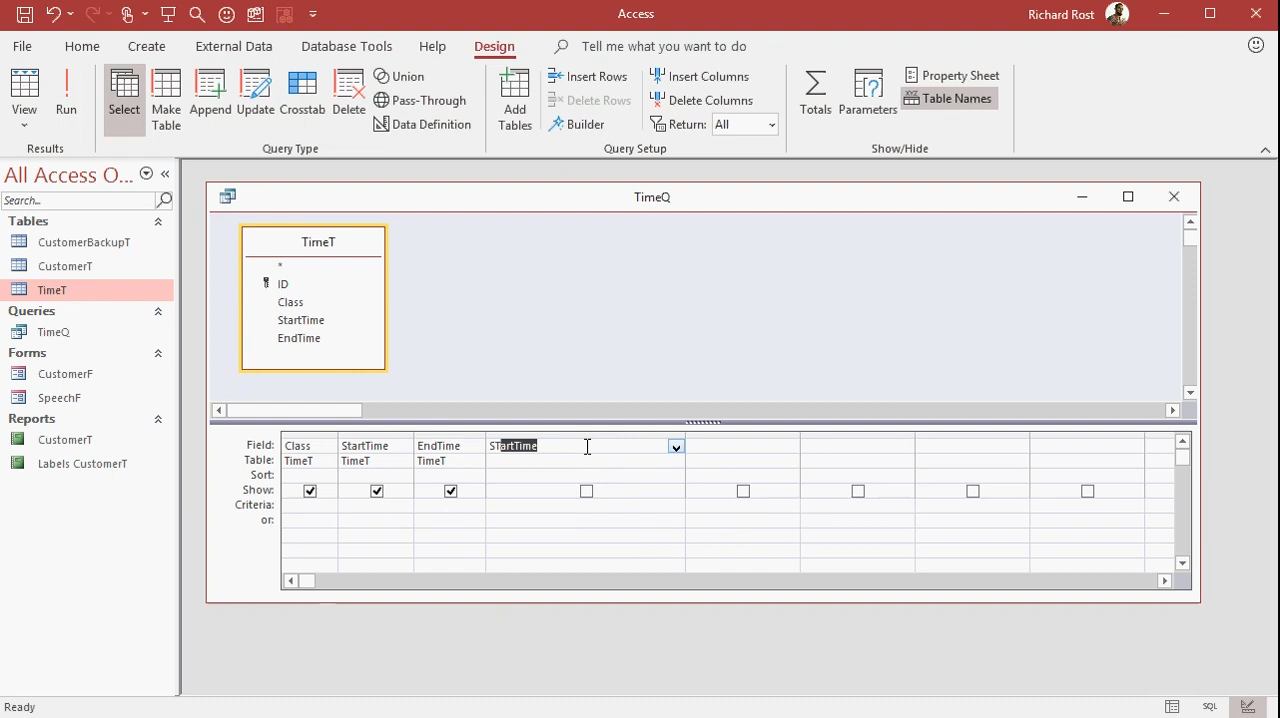 Access
Richard Rost
File Home Create External Data Database Tools Help Design Tell me what you want to do
View Run
Results
Select Make Table Append Update Crosstab Delete
Union
Pass-Through
Data Definition
Query Type
Add Tables
Insert Rows
Delete Rows
Builder
Insert Columns
Delete Columns
Return: All
Query Setup
Totals Parameters
Property Sheet
XYZ Table Names
Show/Hide
All Access O...
Search...
Tables
CustomerBackupT
CustomerT
TimeT
Queries
TimeQ
Forms
CustomerF
SpeechF
Reports
CustomerT
Labels CustomerT
TimeQ
TimeT
*
ID
Class
StartTime
EndTime
Field: Class StartTime EndTime STartTime
Table: TimeT TimeT TimeT
Sort:
Show:
Criteria:
or:
Ready
SQL